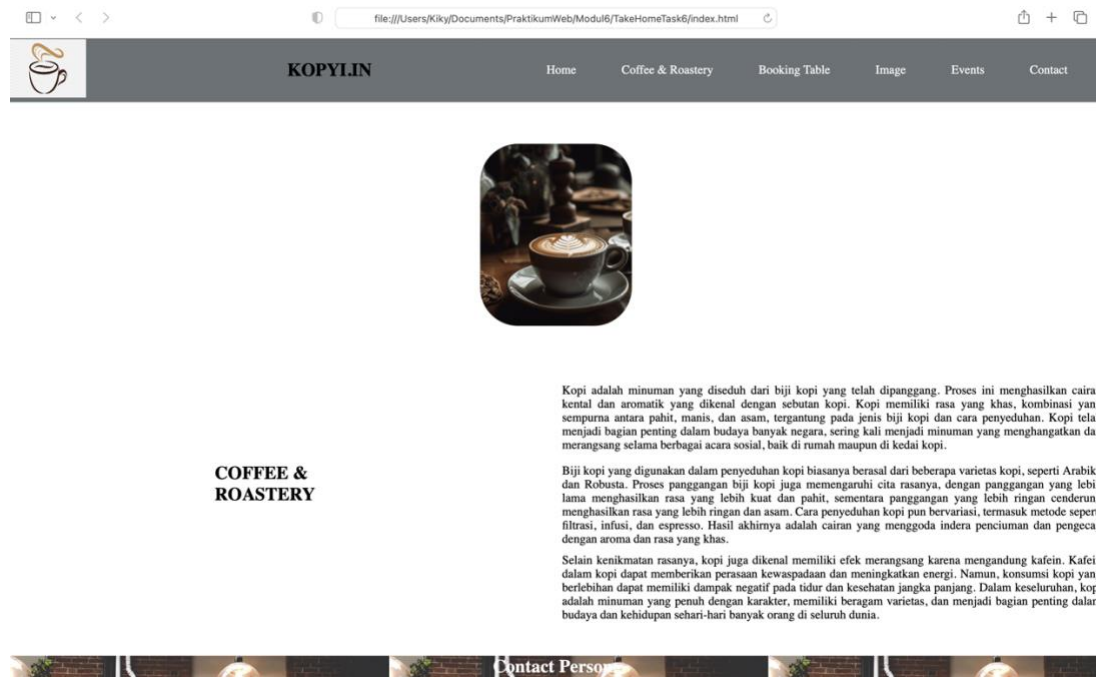 file:///Users/Kiky/Documents/PraktikumWeb/Modul6/TakeHomeTask6/index.html
KOPYI.IN Home Coffee & Roastery Booking Table Image Events Contact
Kopi adalah minuman yang diseduh dari biji kopi yang telah dipanggang. Proses ini menghasilkan caira
kental dan aromatik yang dikenal dengan sebutan kopi. Kopi memiliki rasa yang khas, kombinasi yan
sempurna antara pahit, manis, dan asam, tergantung pada jenis biji kopi dan cara penyeduhan. Kopi tela
menjadi bagian penting dalam budaya banyak negara, sering kali menjadi minuman yang menghangatkan da
merangsang selama berbagai acara sosial, baik di rumah maupun di kedai kopi.
COFFEE &
ROASTERY
Biji kopi yang digunakan dalam penyeduhan kopi biasanya berasal dari beberapa varietas kopi, seperti Arabik
dan Robusta. Proses panggangan biji kopi juga memengaruhi cita rasanya, dengan panggangan yang lebi
lama menghasilkan rasa yang lebih kuat dan pahit, sementara panggangan yang lebih ringan cenderun
menghasilkan rasa yang lebih ringan dan asam. Cara penyeduhan kopi pun bervariasi, termasuk metode sepert
filtrasi, infusi, dan espresso. Hasil akhirnya adalah cairan yang menggoda indera penciuman dan pengeca
dengan aroma dan rasa yang khas.
Selain kenikmatan rasanya, kopi juga dikenal memiliki efek merangsang karena mengandung kafein. Kafei
dalam kopi dapat memberikan perasaan kewaspadaan dan meningkatkan energi. Namun, konsumsi kopi yan
berlebihan dapat memiliki dampak negatif pada tidur dan kesehatan jangka panjang. Dalam keseluruhan, kop
adalah minuman yang penuh dengan karakter, memiliki beragam varietas, dan menjadi bagian penting dalar
budaya dan kehidupan sehari-hari banyak orang di seluruh dunia.
Contact Person